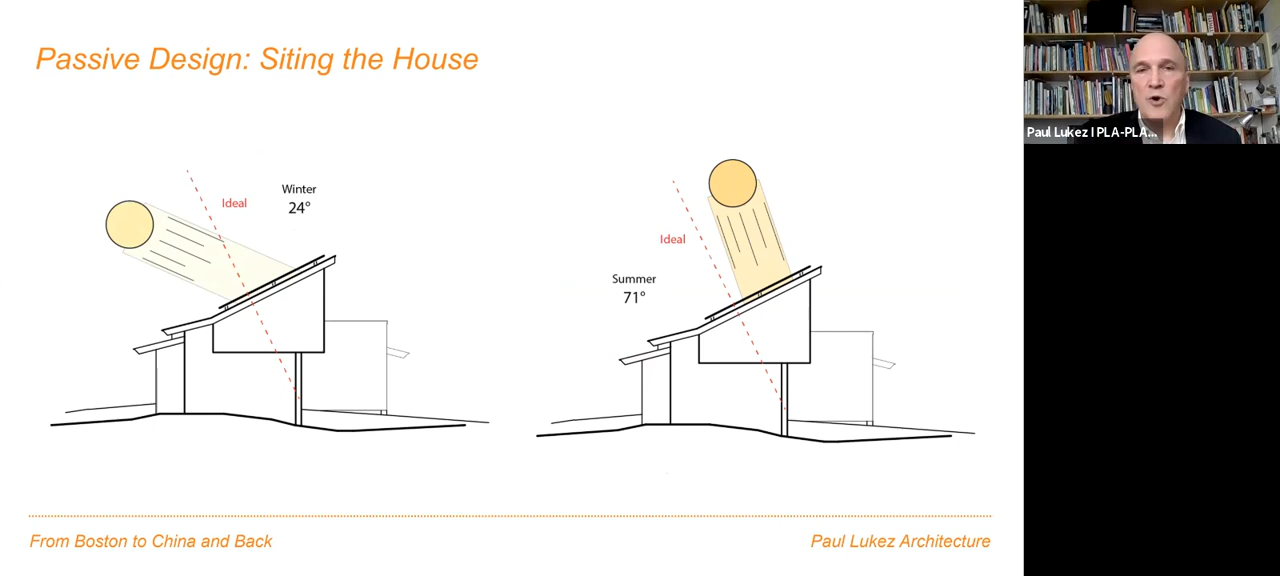 Passive Design: Siting the House
Paul Lukez I PLA-PLA...
Ideal
Winter
24°
Ideal
Summer
71°
From Boston to China and Back
Paul Lukez Architecture